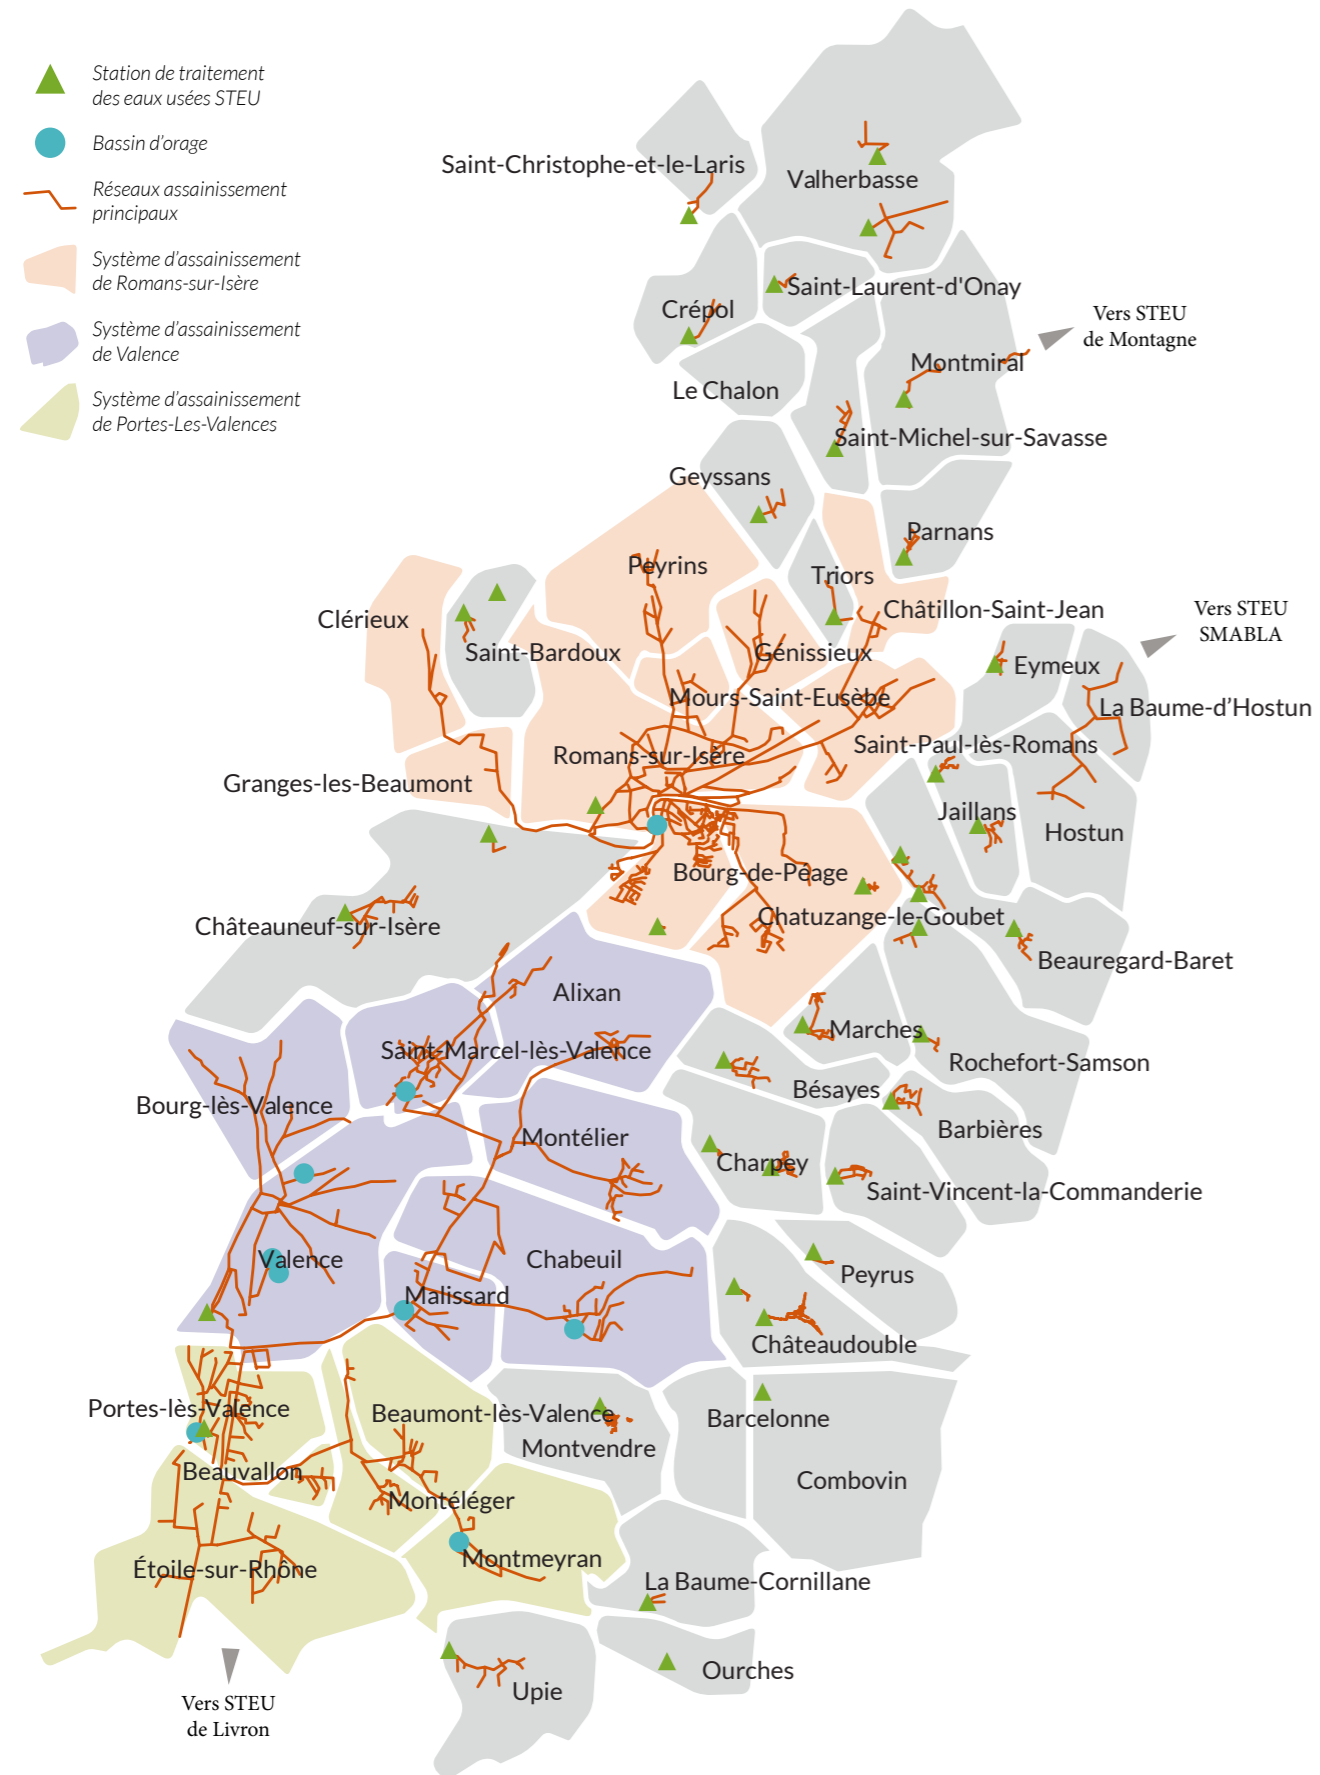 Station de traitement
des eaux usées STEU
Bassin d'orage
Réseaux assainissement
principaux
Système d'assainissement
de Romans-sur-Isère
Système d'assainissement
de Valence
Système d'assainissement
de Portes-Les-Valences
Saint-Christophe-et-le-Laris
Valherbasse
Saint-Laurent-d'Onay
Crépol
Vers STEU
de Montagne
Montmiral
Le Chalon
Saint-Michel-sur-Savasse
Geyssans
Parnans
Peyrins
Triors
Châtillon-Saint-Jean
Vers STEU
SMABLA
Clérieux
Saint-Bardoux
Génissieux
Eymeux
Mours-Saint-Eusèbe
La Baume-d'Hostun
Romans-sur-Isère
Saint-Paul-lès-Romans
Granges-les-Beaumont
Jaillans
Hostun
Bourg-de-Péage
Châteauneuf-sur-Isère
Chatuzange-le-Goubet
Beauregard-Baret
Alixan
Marches
Saint-Marcel-lès-Valence
Rochefort-Samson
Bésayes
Bourg-lès-Valence
Barbières
Montélier
Charpey
Saint-Vincent-la-Commanderie
Valence
Chabeuil
Peyrus
Malissard
Châteaudouble
Portes-lès-Valence
Beaumont-lès-Valence
Barcelonne
Montvendre
Beauvallon
Combovin
Montéléger
Montmeyran
Étoile-sur-Rhône
La Baume-Cornillane
Ourches
Upie
Vers STEU
de Livron